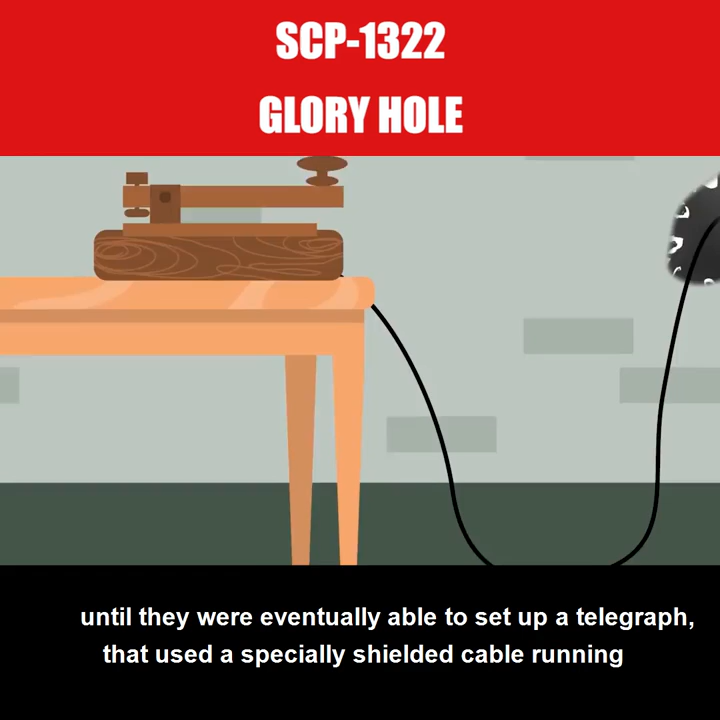 SCP-1322
GLORY HOLE
until they were eventually able to set up a telegraph,
that used a specially shielded cable running